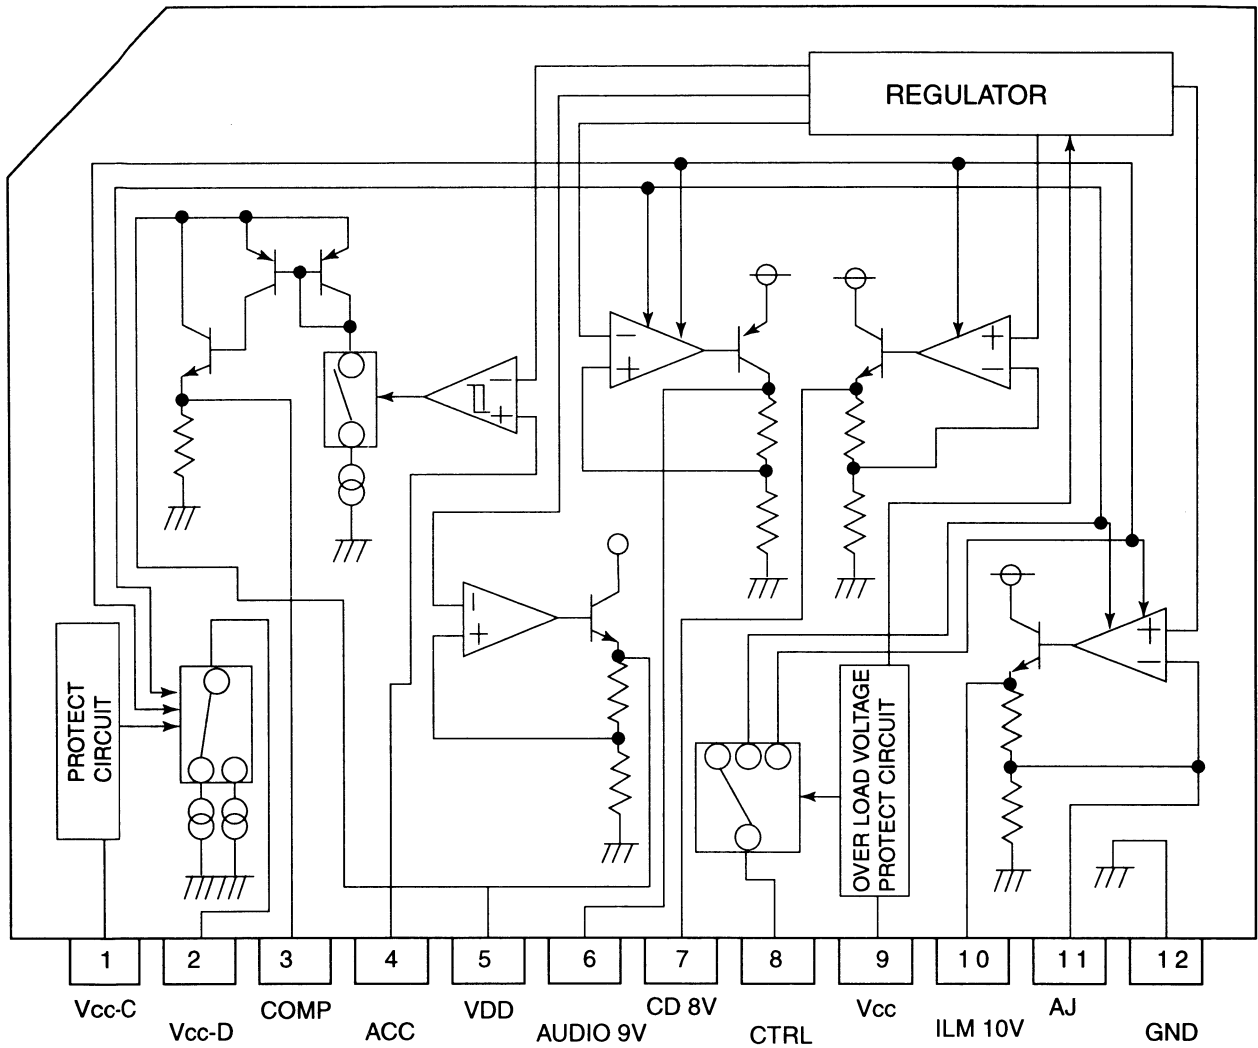 REGULATOR
PROTECT
CIRCUIT
OVER LOAD VOLTAGE
PROTECT CIRCUIT
− +
− +
+ −
− +
+ −
1 2 3 4 5 6 7 8 9 10 11 12
Vcc-C
Vcc-D
COMP
ACC
VDD
AUDIO 9V
CD 8V
CTRL
Vcc
ILM 10V
AJ
GND